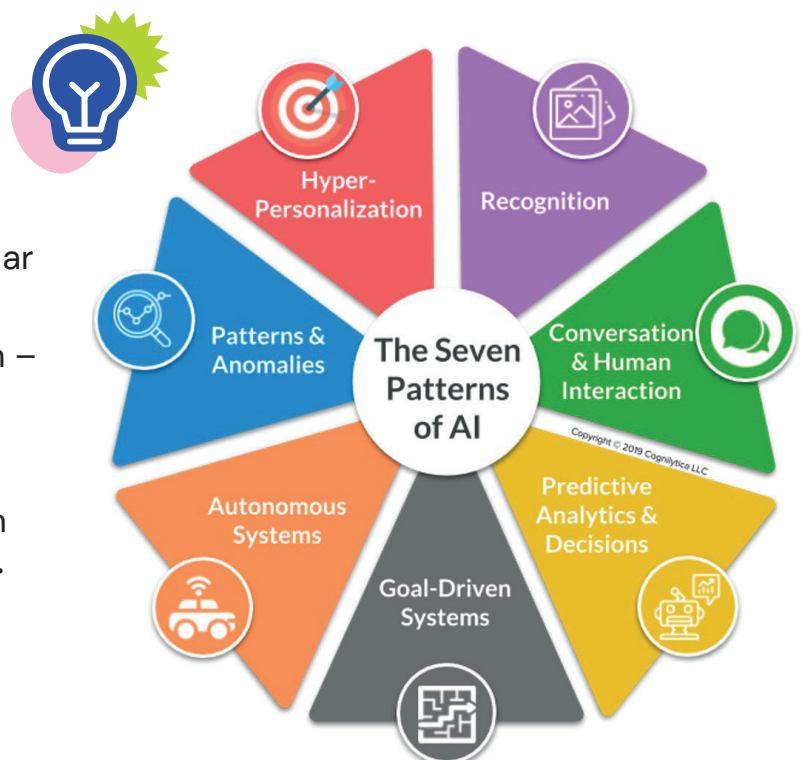 ar
n –
n
.
Hyper-
Personalization
Recognition
Patterns &
Anomalies
The Seven
Patterns
of AI
Conversation
& Human
Interaction
Copyright © 2019 Cognilytica LLC
Autonomous
Systems
Predictive
Analytics &
Decisions
Goal-Driven
Systems